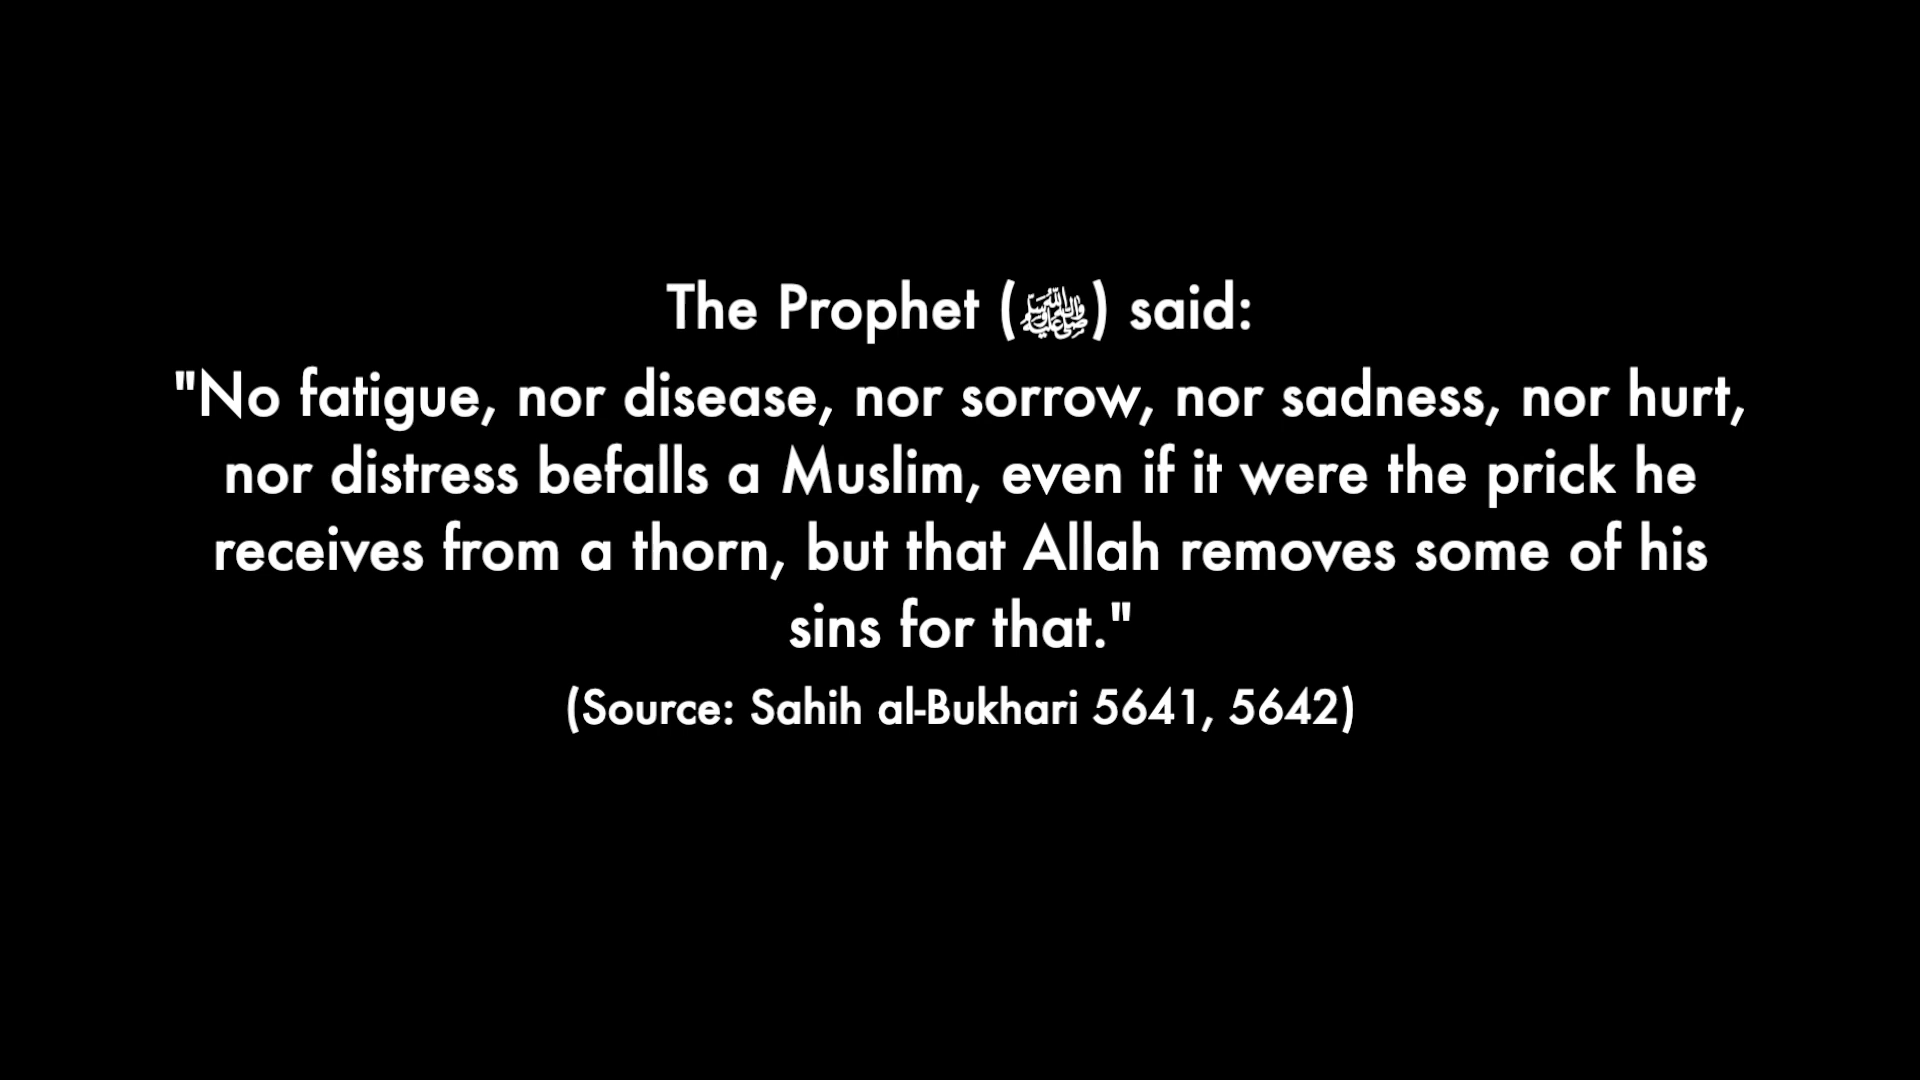 The Prophet (ﷺ) said:
"No fatigue, nor disease, nor sorrow, nor sadness, nor hurt,
nor distress befalls a Muslim, even if it were the prick he
receives from a thorn, but that Allah removes some of his
sins for that."
(Source: Sahih al-Bukhari 5641, 5642)